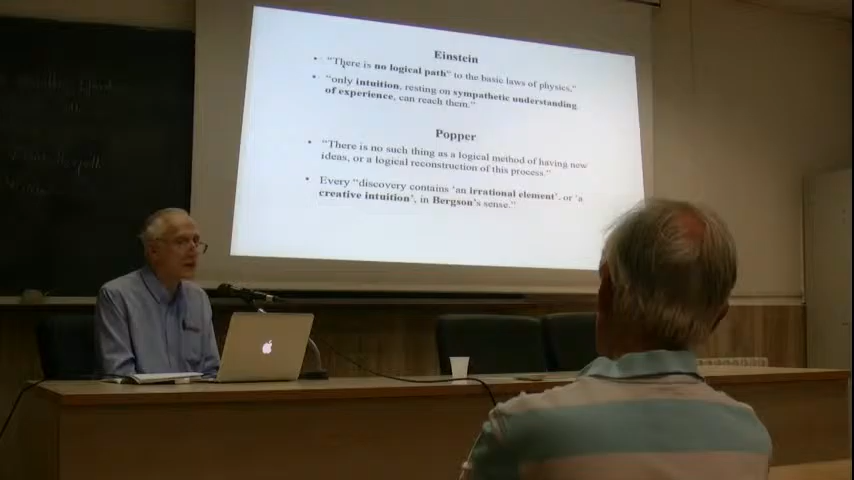 Einstein
• "There is no logical path" to the basic laws of physics,"
• "only intuition, resting on sympathetic understanding
of experience, can reach them."
Popper
• "There is no such thing as a logical method of having new
ideas, or a logical reconstruction of this process."
• Every "discovery contains 'an irrational element', or 'a
creative intuition', in Bergson's sense."